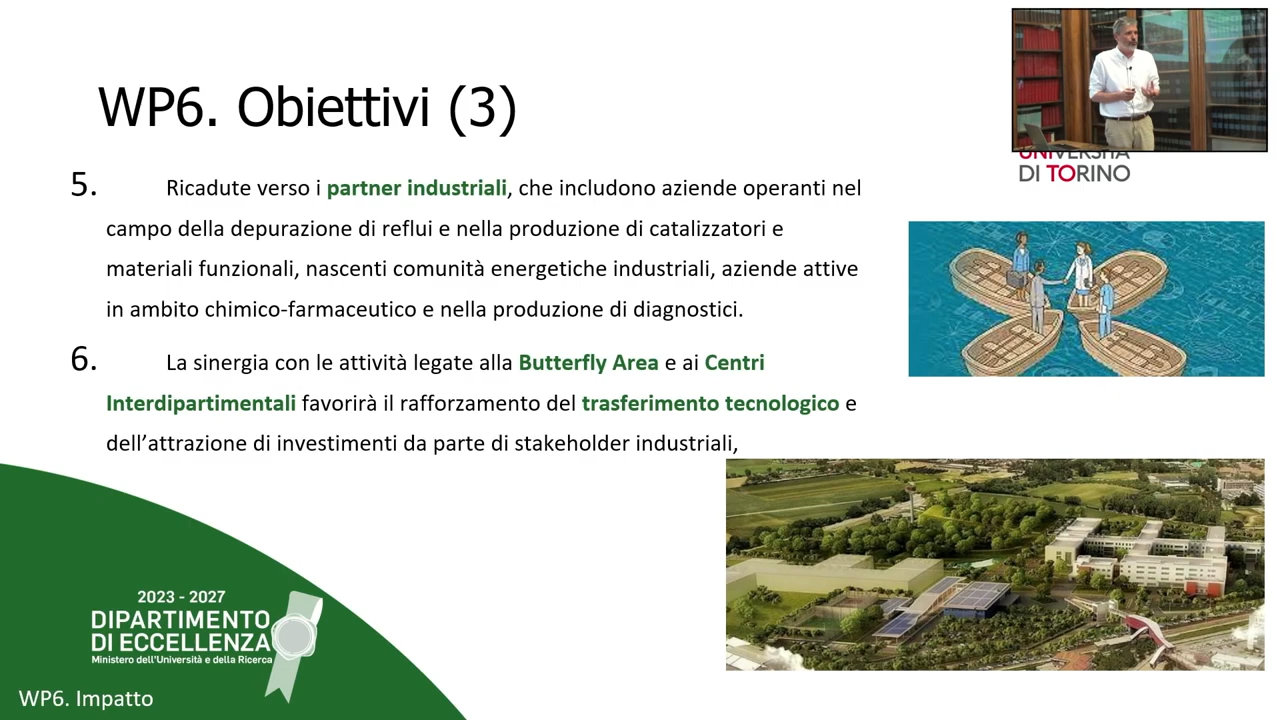 WP6. Obiettivi (3)
5. Ricadute verso i partner industriali, che includono aziende operanti nel
campo della depurazione di reflui e nella produzione di catalizzatori e
materiali funzionali, nascenti comunità energetiche industriali, aziende attive
in ambito chimico-farmaceutico e nella produzione di diagnostici.
6. La sinergia con le attività legate alla Butterfly Area e ai Centri
Interdipartimentali favorirà il rafforzamento del trasferimento tecnologico e
dell’attrazione di investimenti da parte di stakeholder industriali,
UNIVERSITÀ
DI TORINO
2023 - 2027
DIPARTIMENTO
DI ECCELLENZA
Ministero dell'Università e della Ricerca
WP6. Impatto